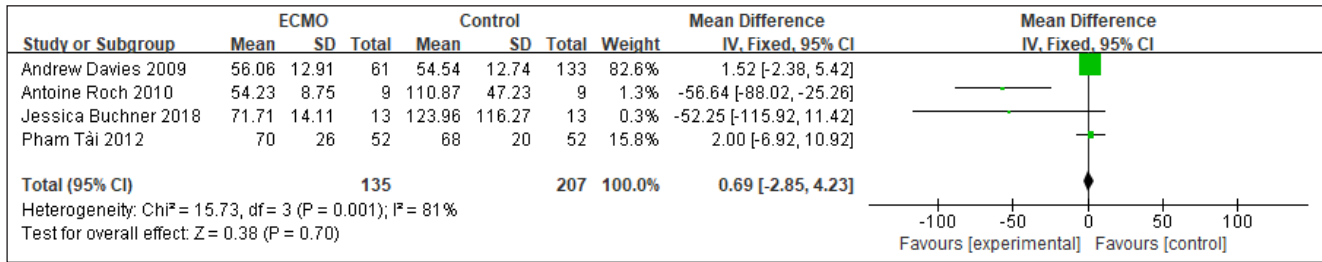 ECMO Control Mean Difference Mean Difference
Study or Subgroup Mean SD Total Mean SD Total Weight IV, Fixed, 95% CI IV, Fixed, 95% CI
Andrew Davies 2009 56.06 12.91 61 54.54 12.74 133 82.6% 1.52 [-2.38, 5.42]
Antoine Roch 2010 54.23 8.75 9 110.87 47.23 9 1.3% -56.64 [-88.02, -25.26]
Jessica Buchner 2018 71.71 14.11 13 123.96 116.27 13 0.3% -52.25 [-115.92, 11.42]
Pham Tài 2012 70 26 52 68 20 52 15.8% 2.00 [-6.92, 10.92]
Total (95% CI) 135 207 100.0% 0.69 [-2.85, 4.23]
Heterogeneity: Chi² = 15.73, df = 3 (P = 0.001); I² = 81%
Test for overall effect: Z = 0.38 (P = 0.70)
-100 -50 0 50 100
Favours [experimental] Favours [control]